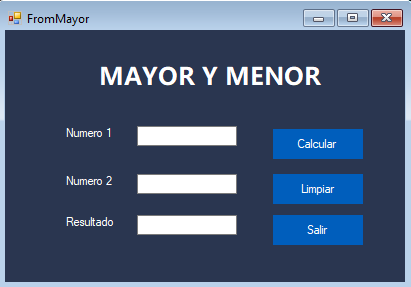 FromMayor
MAYOR Y MENOR
Numero 1
Calcular
Numero 2
Limpiar
Resultado
Salir